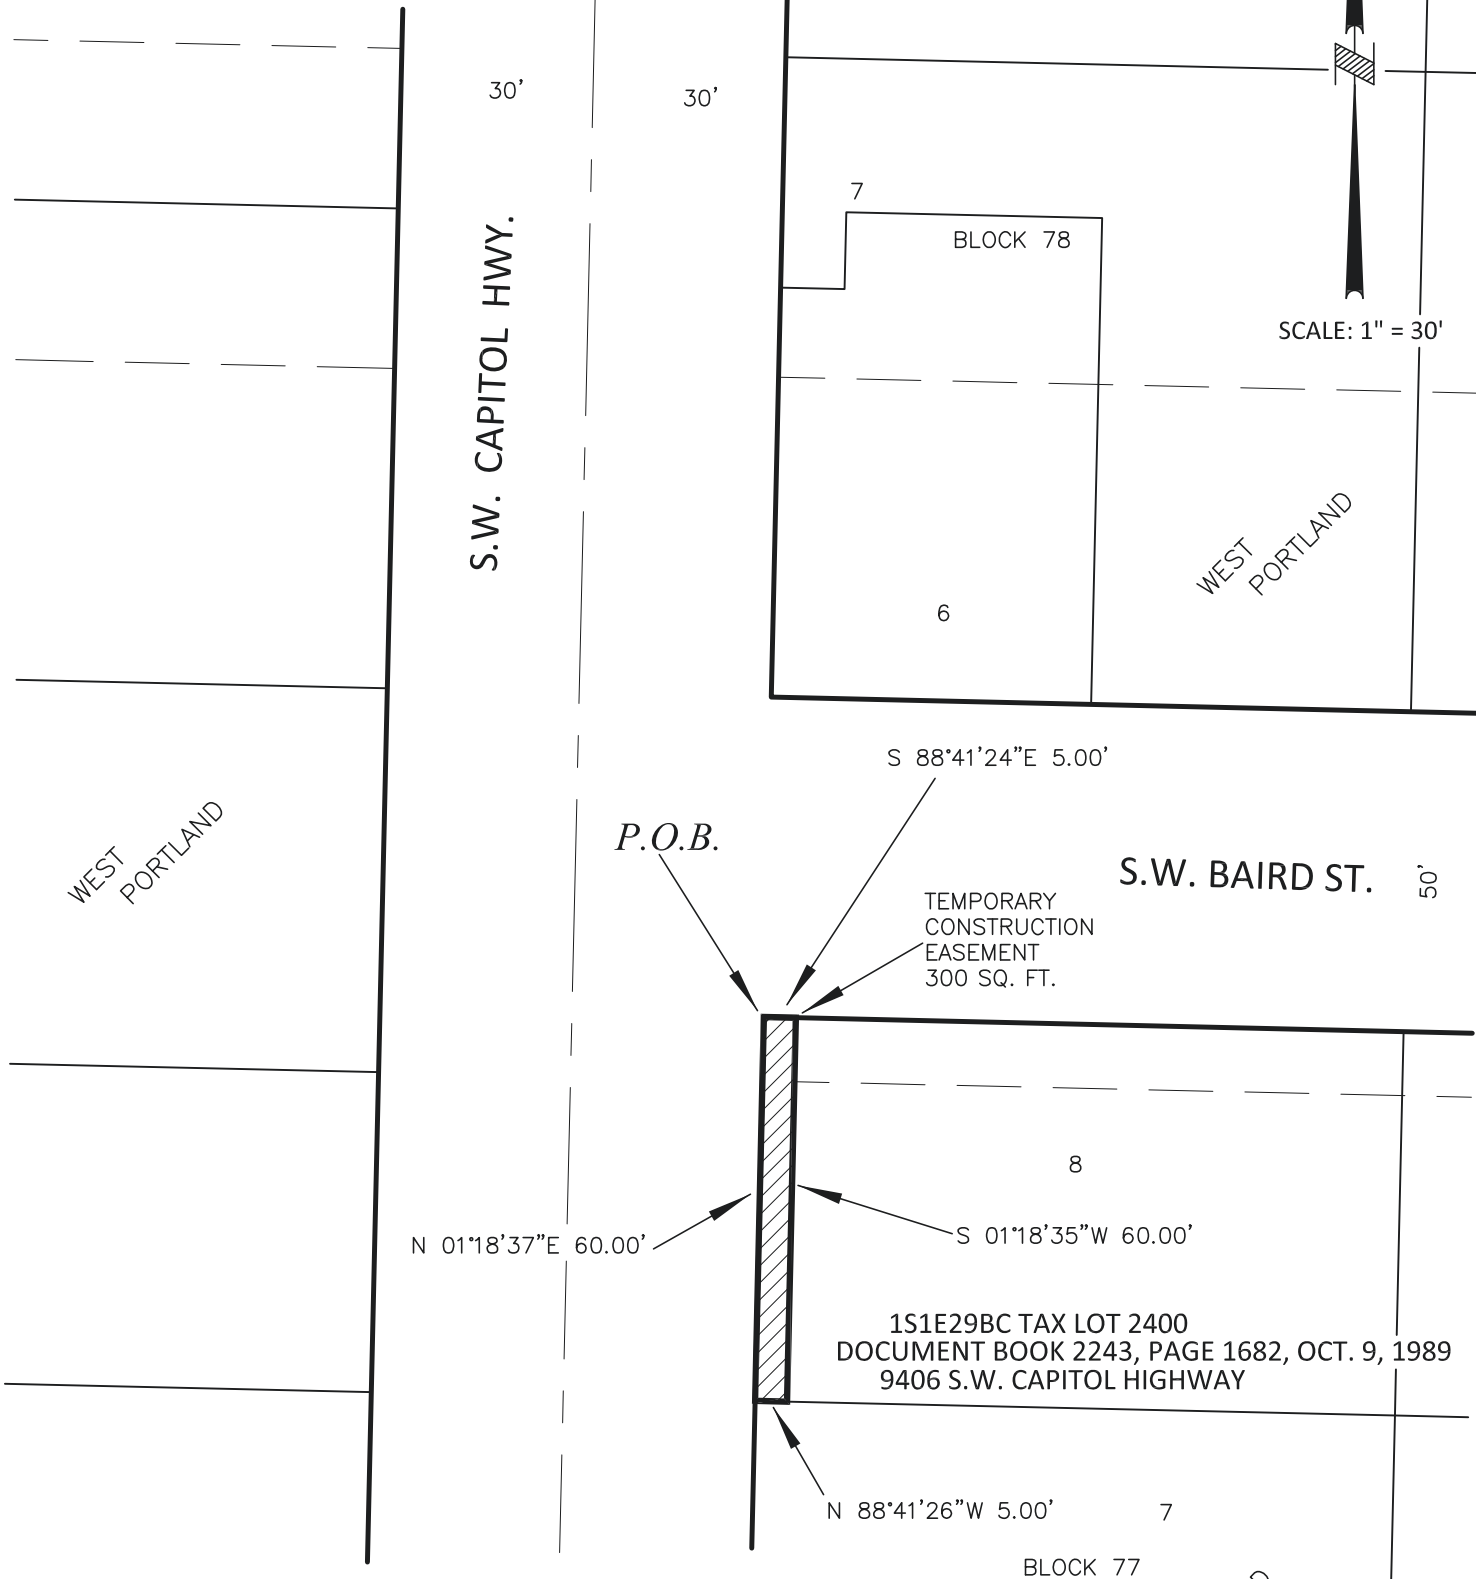 30’
30’
7
BLOCK 78
S.W. CAPITOL HWY.
SCALE: 1" = 30'
WEST
PORTLAND
6
S 88°41’24”E 5.00’
P.O.B.
WEST
PORTLAND
S.W. BAIRD ST.
50’
TEMPORARY
CONSTRUCTION
EASEMENT
300 SQ. FT.
8
N 01°18’37”E 60.00’
S 01°18’35”W 60.00’
1S1E29BC TAX LOT 2400
DOCUMENT BOOK 2243, PAGE 1682, OCT. 9, 1989
9406 S.W. CAPITOL HIGHWAY
N 88°41’26”W 5.00’
7
BLOCK 77